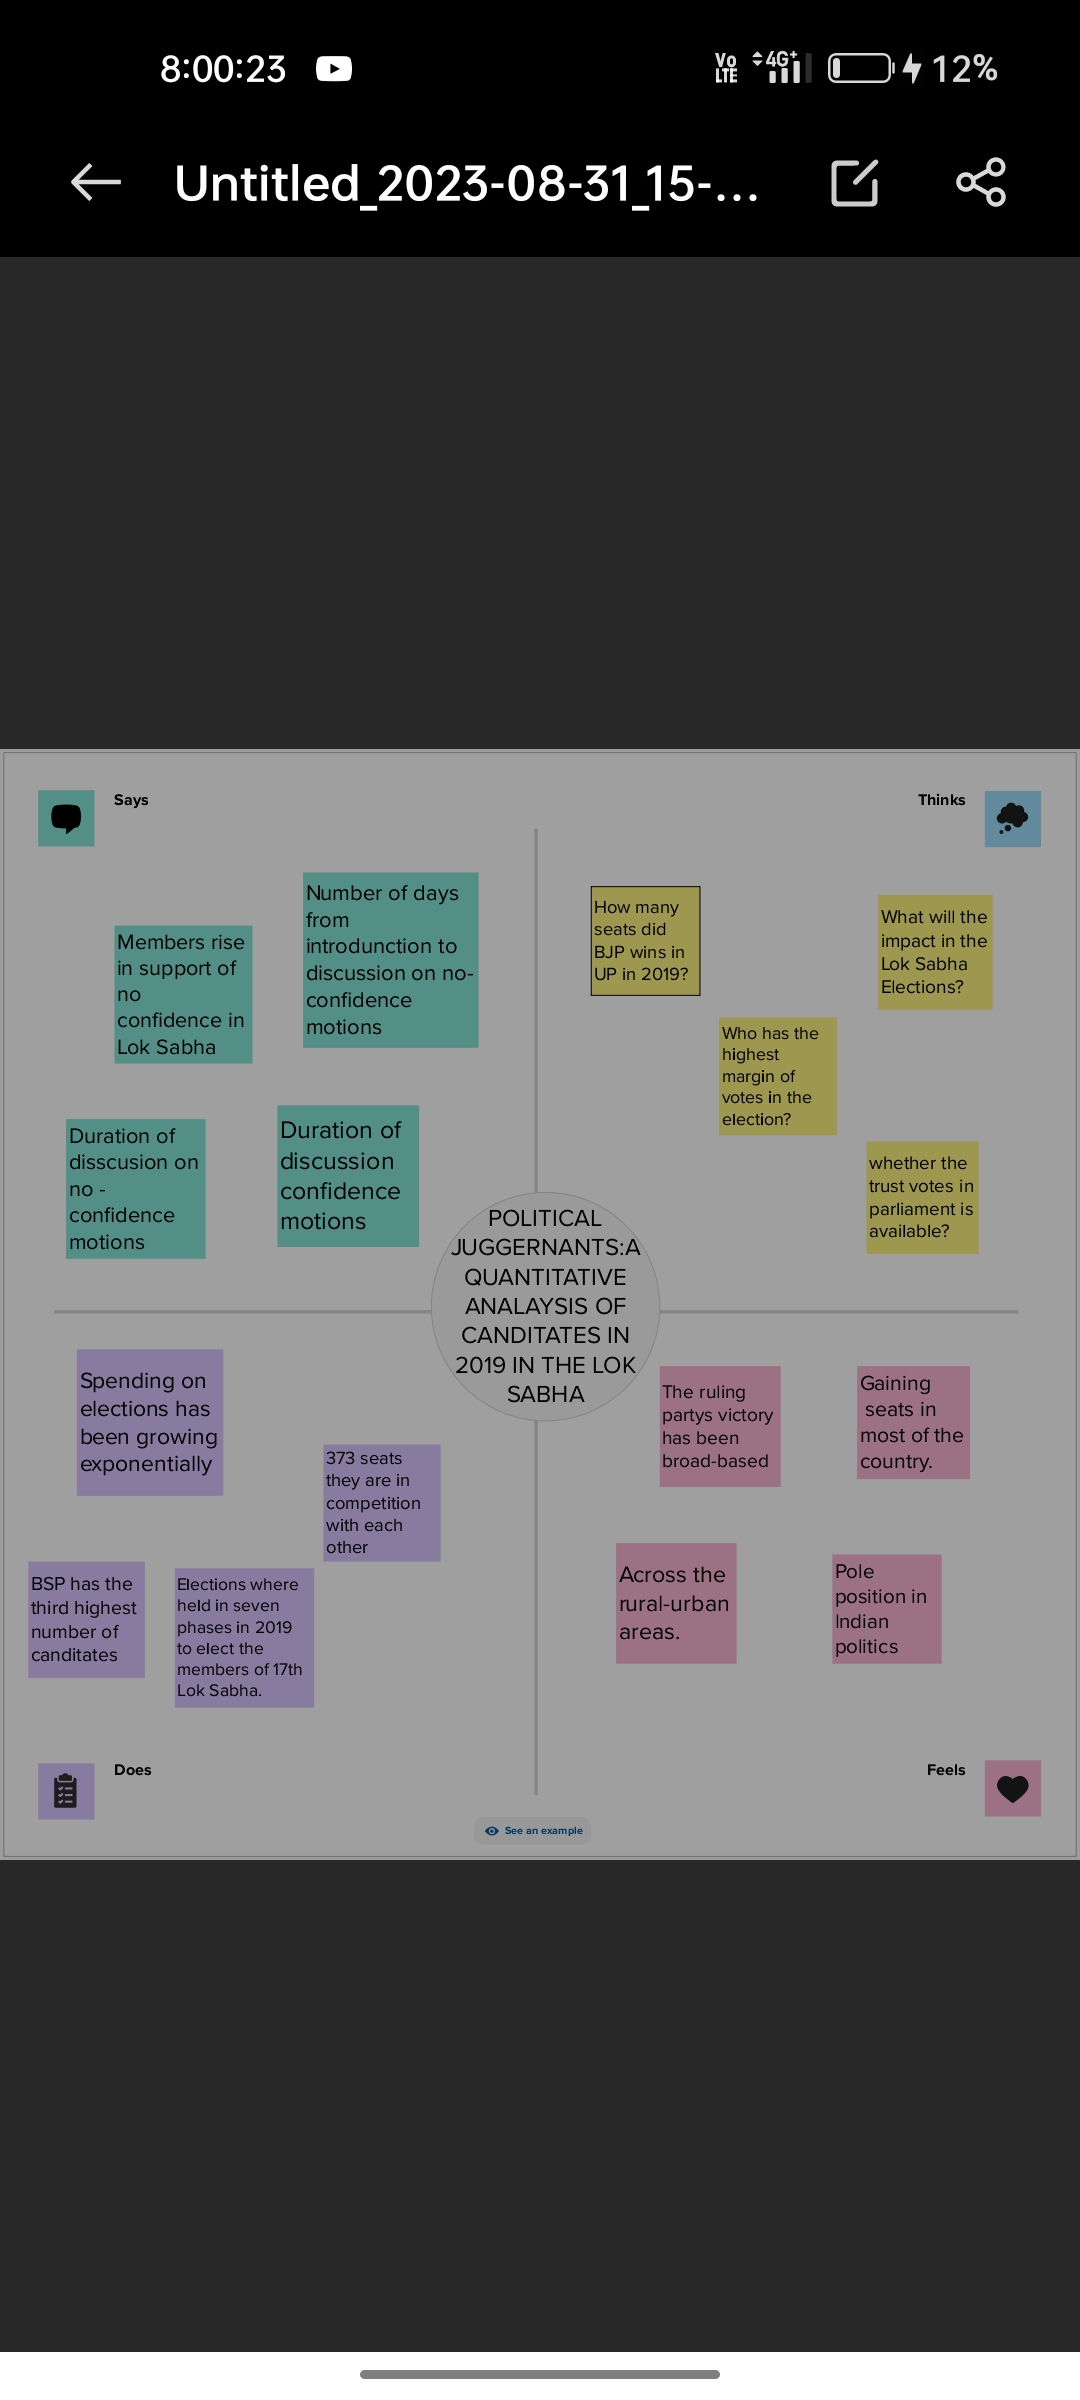 8:00:23
Vo
LTE
4G+
12%
Untitled_2023-08-31_15-...
Says
Thinks
Members rise
in support of
no
confidence in
Lok Sabha
Number of days
from
introdunction to
discussion on no-
confidence
motions
Duration of
disscusion on
no -
confidence
motions
Duration of
discussion
confidence
motions
How many
seats did
BJP wins in
UP in 2019?
What will the
impact in the
Lok Sabha
Elections?
Who has the
highest
margin of
votes in the
election?
whether the
trust votes in
parliament is
available?
POLITICAL
JUGGERNANTS:A
QUANTITATIVE
ANALAYSIS OF
CANDITATES IN
2019 IN THE LOK
SABHA
Spending on
elections has
been growing
exponentially
373 seats
they are in
competition
with each
other
BSP has the
third highest
number of
canditates
Elections where
held in seven
phases in 2019
to elect the
members of 17th
Lok Sabha.
The ruling
partys victory
has been
broad-based
Gaining
seats in
most of the
country.
Across the
rural-urban
areas.
Pole
position in
Indian
politics
Does
Feels
See an example